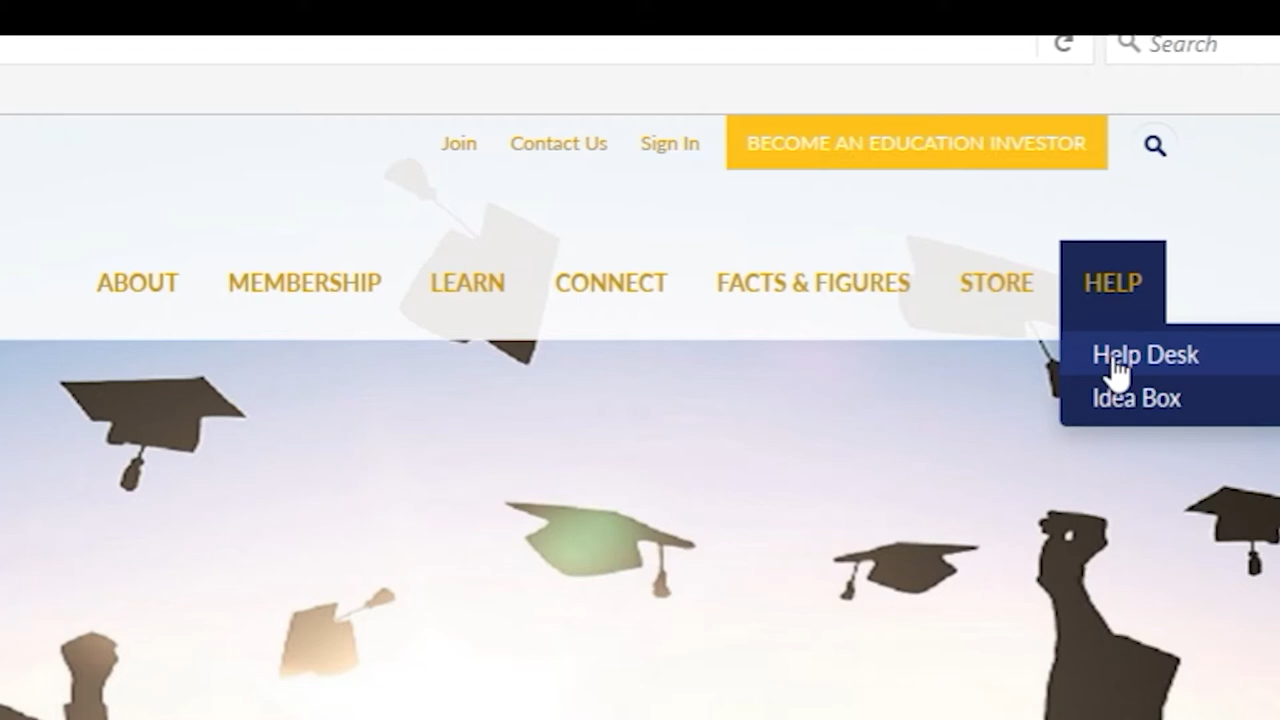 Search
Join Contact Us Sign In BECOME AN EDUCATION INVESTOR
ABOUT MEMBERSHIP LEARN CONNECT FACTS & FIGURES STORE HELP
Help Desk
Idea Box